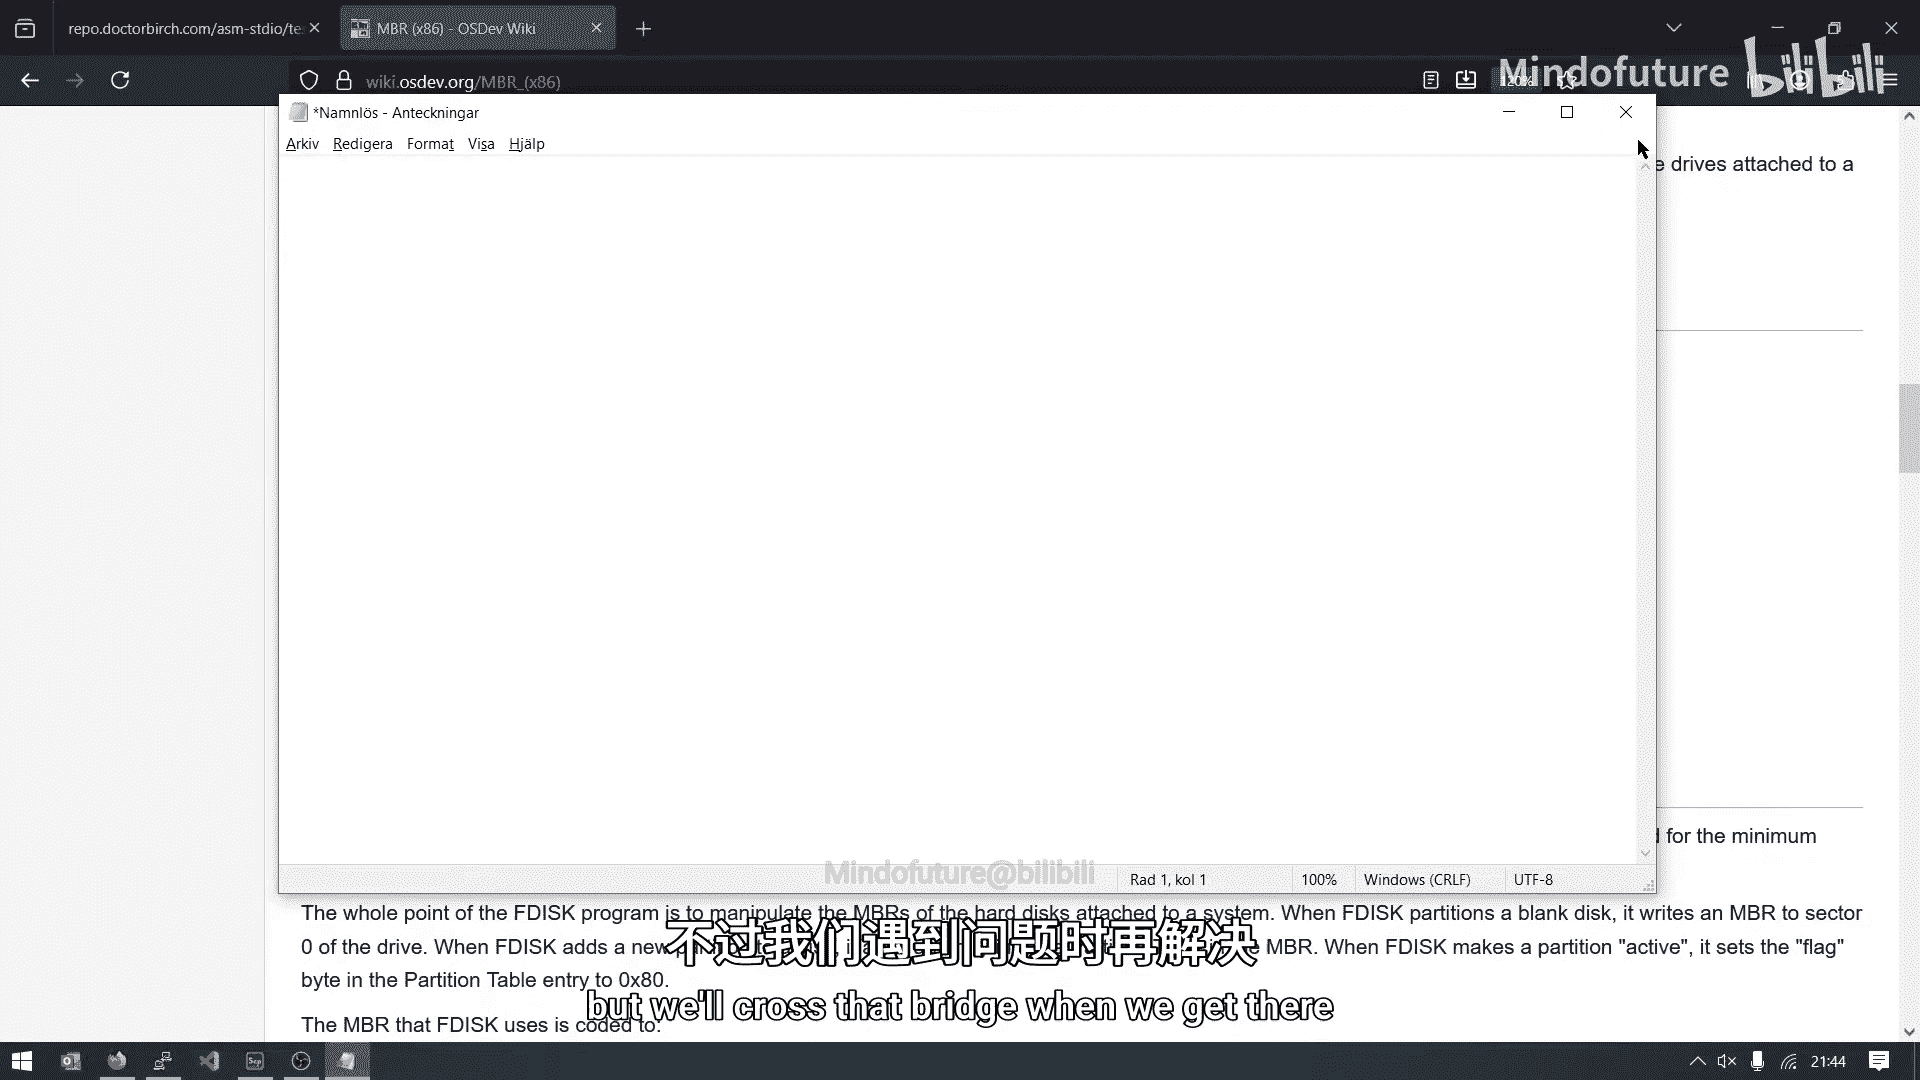 repo.doctorbirch.com/asm-stdio/te
MBR (x86) - OSDev Wiki
wiki.osdev.org/MBR_(x86)
120%
Mindofuture bilibili
*Namnlös - Anteckningar
Arkiv Redigera Format Visa Hjälp
e drives attached to a
for the minimum
Mindofuture@bilibili
Rad 1, kol 1 100% Windows (CRLF) UTF-8
The whole point of the FDISK program is to manipulate the MBRs of the hard disks attached to a system. When FDISK partitions a blank disk, it writes an MBR to sector
0 of the drive. When FDISK adds a new MBR. When FDISK makes a partition "active", it sets the "flag"
byte in the Partition Table entry to 0x80.
不过我们遇到问题时再解决
but we'll cross that bridge when we get there
The MBR that FDISK uses is coded to:
21:44